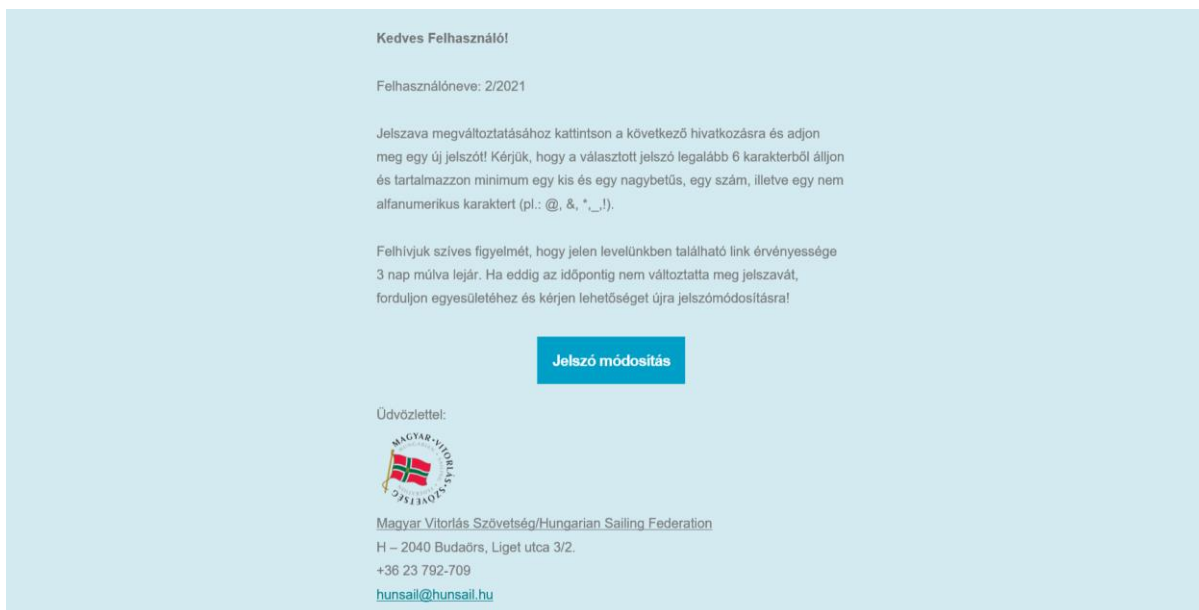 Kedves Felhasználó!
Felhasználóneve: 2/2021
Jelszava megváltoztatásához kattintson a következő hivatkozásra és adjon
meg egy új jelszót! Kérjük, hogy a választott jelszó legalább 6 karakterből álljon
és tartalmazzon minimum egy kis és egy nagybetűs, egy szám, illetve egy nem
alfanumerikus karaktert (pl.: @, &, *,_,!).
Felhívjuk szíves figyelmét, hogy jelen levelünkben található link érvényessége
3 nap múlva lejár. Ha eddig az időpontig nem változtatta meg jelszavát,
forduljon egyesületéhez és kérjen lehetőséget újra jelszómódosításra!
Jelszó módosítás
Üdvözlettel:
MAGYAR·VITORLÁS·SZÖVETSÉG
Magyar Vitorlás Szövetség/Hungarian Sailing Federation
H – 2040 Budaörs, Liget utca 3/2.
+36 23 792-709
hunsail@hunsail.hu